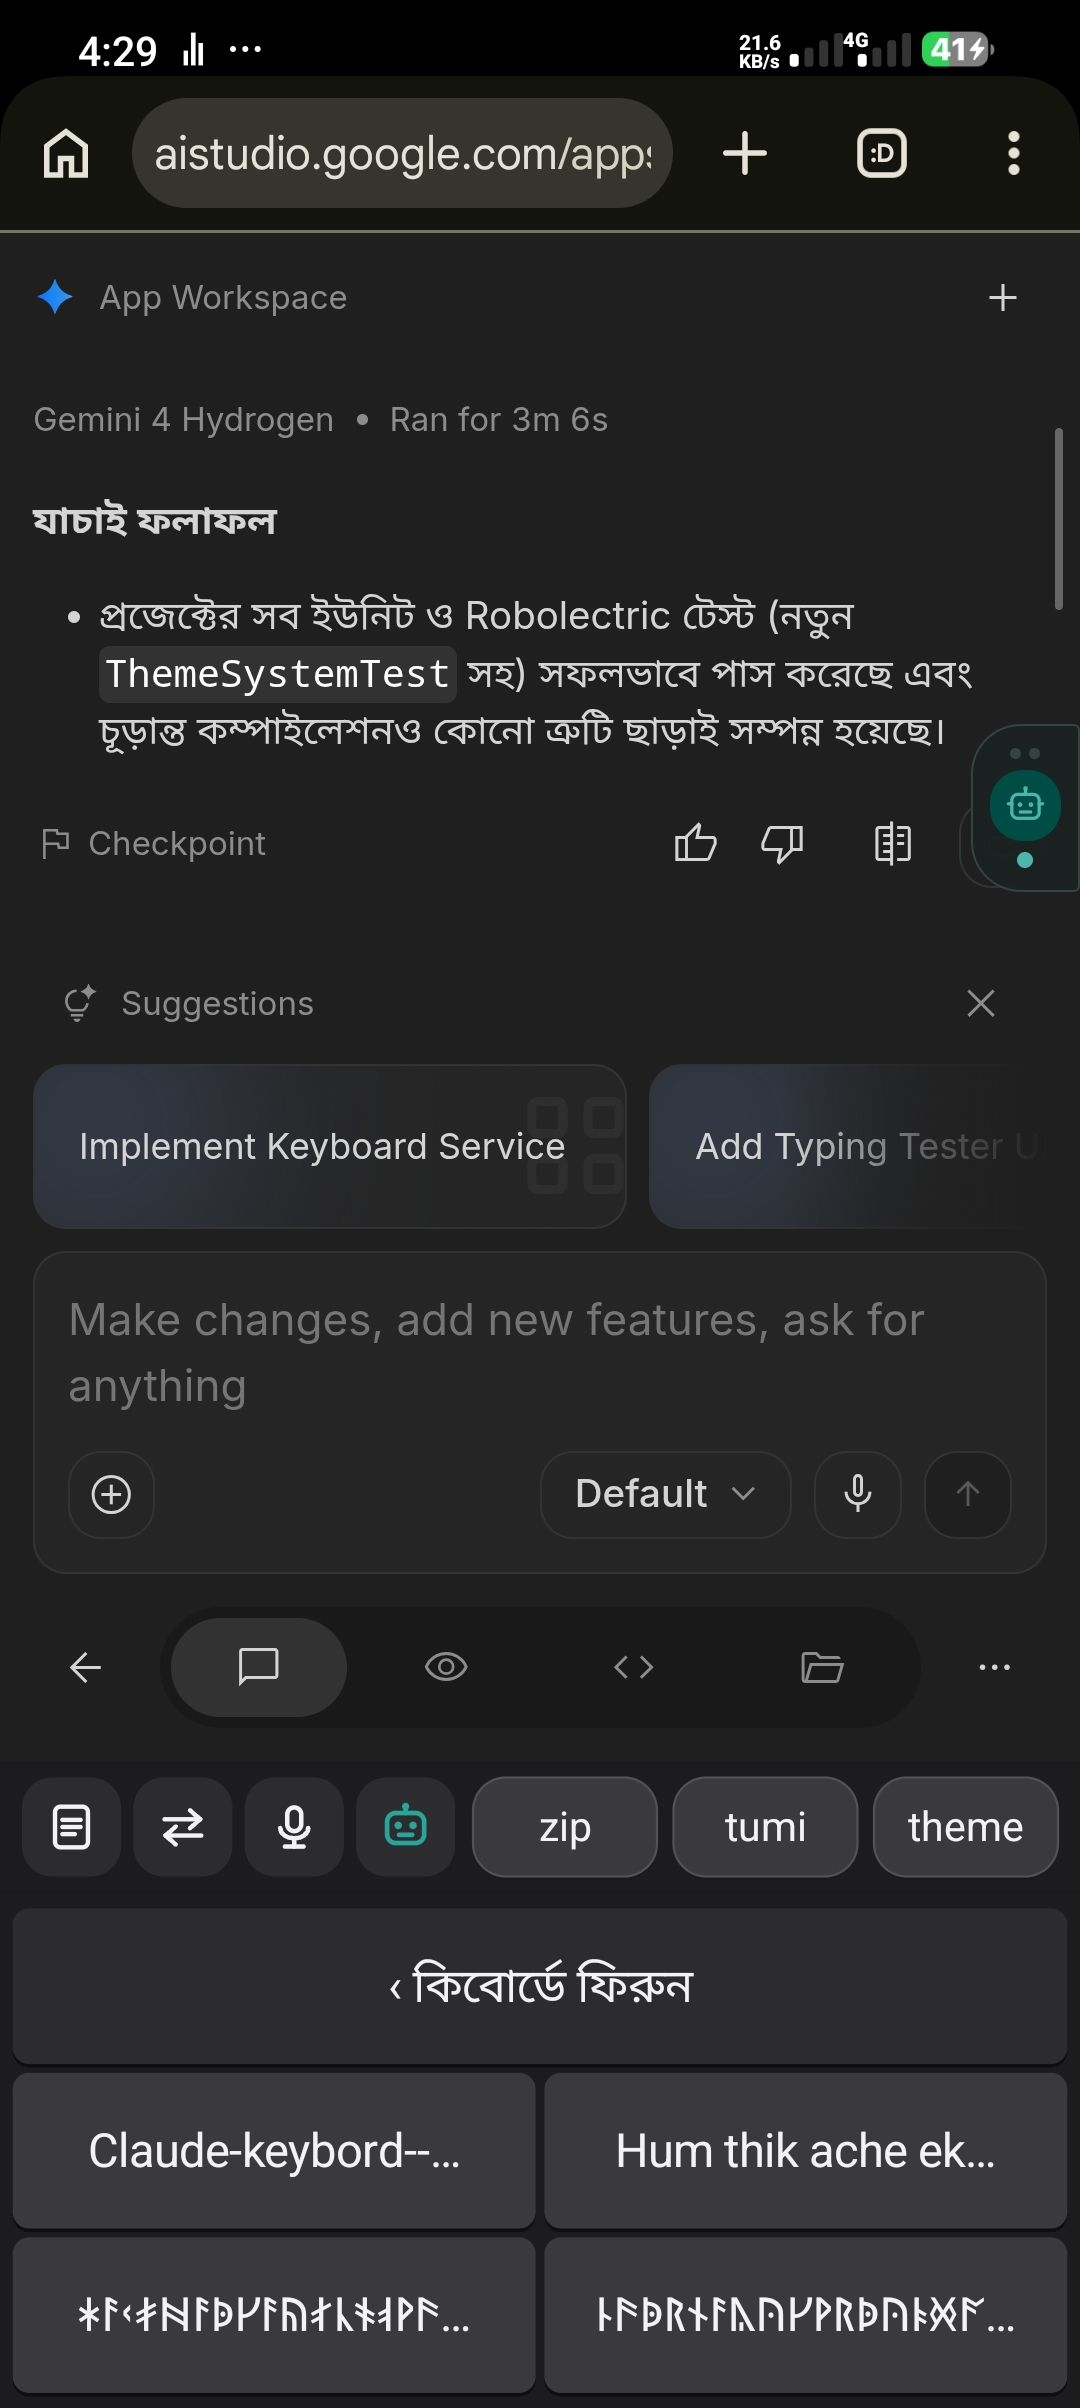 4:29
21.6 KB/s
4G
41
aistudio.google.com/apps
:D
App Workspace
Gemini 4 Hydrogen • Ran for 3m 6s
যাচাই ফলাফল
• প্রজেক্টের সব ইউনিট ও Robolectric টেস্ট (নতুন
ThemeSystemTest সহ) সফলভাবে পাস করেছে এবং
চূড়ান্ত কম্পাইলেশনও কোনো ত্রুটি ছাড়াই সম্পন্ন হয়েছে।
Checkpoint
Suggestions
Implement Keyboard Service
Add Typing Tester U
Make changes, add new features, ask for
anything
Default
zip
tumi
theme
‹ কিবোর্ডে ফিরুন
Claude-keybord--...
Hum thik ache ek...